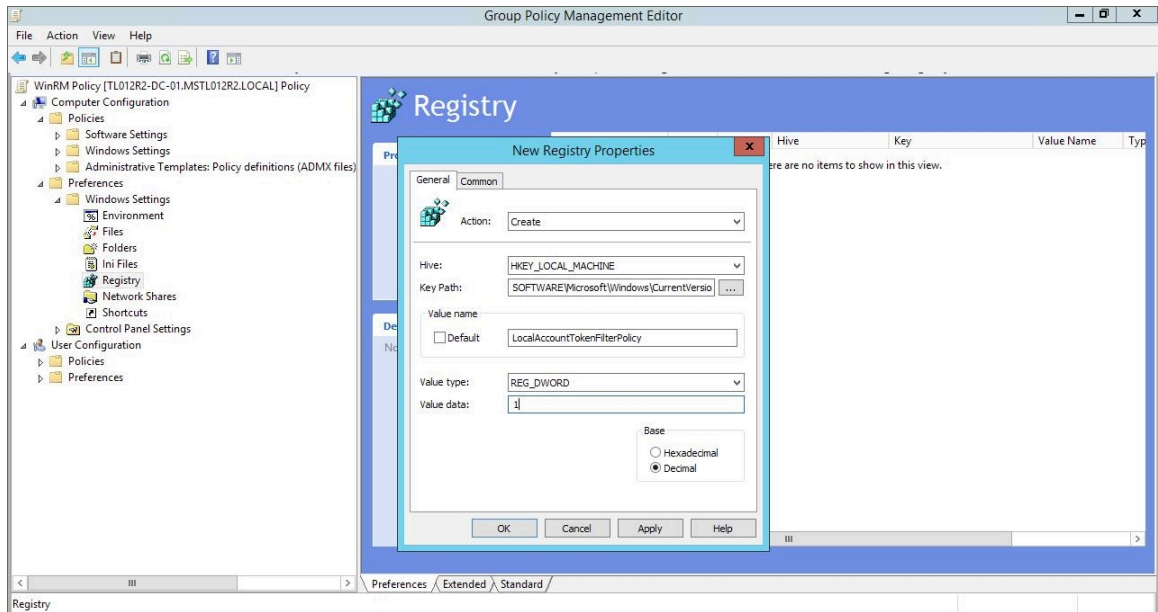 Group Policy Management Editor
File Action View Help
WinRM Policy [TL012R2-DC-01.MSTL012R2.LOCAL] Policy
Computer Configuration
Policies
Software Settings
Windows Settings
Administrative Templates: Policy definitions (ADMX files)
Preferences
Windows Settings
Environment
Files
Folders
Ini Files
Registry
Network Shares
Shortcuts
Control Panel Settings
User Configuration
Policies
Preferences
Registry
Hive Key Value Name Typ
ere are no items to show in this view.
Pro
De
No
New Registry Properties
General Common
Action: Create
Hive: HKEY_LOCAL_MACHINE
Key Path: SOFTWARE\Microsoft\Windows\CurrentVersio ...
Value name
Default LocalAccountTokenFilterPolicy
Value type: REG_DWORD
Value data: 1
Base
Hexadecimal
Decimal
OK Cancel Apply Help
Preferences Extended Standard
Registry